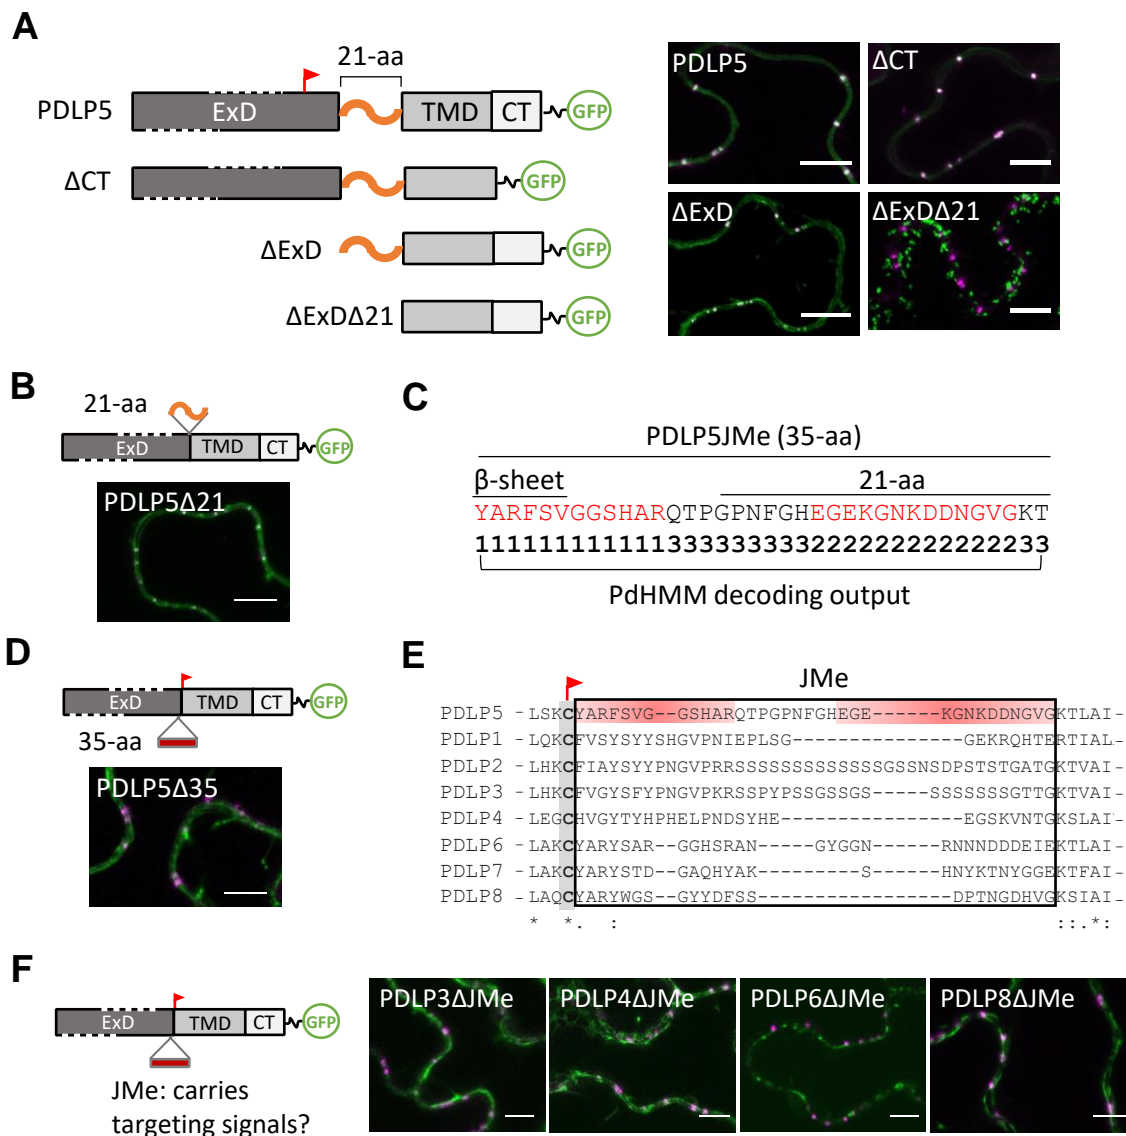 A
21-aa
PDLP5
ExD
TMD
CT
GFP
ΔCT
GFP
ΔExD
GFP
ΔExDΔ21
GFP
PDLP5
ΔCT
ΔExD
ΔExDΔ21
B
21-aa
ExD
TMD
CT
GFP
PDLP5Δ21
C
PDLP5JMe (35-aa)
β-sheet
21-aa
YARFSVGGSHARQTPGPNFGHEGEKGNKDDNGVGKT
111111111111333333333222222222222233
PdHMM decoding output
D
ExD
TMD
CT
GFP
35-aa
PDLP5Δ35
E
JMe
PDLP5 – LSKCYARFSVG--GSHARQTPGPNFGHEGE------KGNKDDNGVGKTLAI –
PDLP1 – LQKCFVSYSYYSHGVPNIEPLSG---------------GEKRQHTERTIAL–
PDLP2 – LHKCFIAYSYYPNGVPRRSSSSSSSSSSSSSGSSNSDPSTSTGATGKTVAI –
PDLP3 – LHKCFVGYSFYPNGVPKRSSPYPSSGSSGS------SSSSSSGTTGKTVAI –
PDLP4 – LEGCHVGYTYHPHELPNDSYHE----------------EGSKVNTGKSLAI–
PDLP6 – LAKCYARYSAR--GGHSRAN-----GYGGN------RNNNDDDEIEKTLAI –
PDLP7 – LAKCYARYSTD--GAQHYAK---------S------HNYKTNYGGEKTFAI –
PDLP8 – LAQCYARYWGS--GYYDFSS-----------------DPTNGDHVGKSIAI –
* *. : ::.*:
F
ExD
TMD
CT
GFP
JMe: carries
targeting signals?
PDLP3ΔJMe
PDLP4ΔJMe
PDLP6ΔJMe
PDLP8ΔJMe